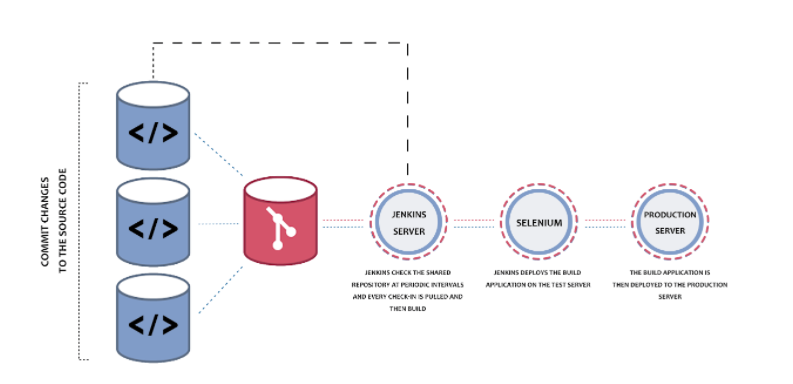 COMMIT CHANGES
TO THE SOURCE CODE
</>
</>
</>
JENKINS
SERVER
SELENIUM
PRODUCTION
SERVER
JENKINS CHECK THE SHARED
REPOSITORY AT PERIODIC INTERVALS
AND EVERY CHECK-IN IS PULLED AND
THEN BUILD
JENKINS DEPLOYS THE BUILD
APPLICATION ON THE TEST SERVER
THE BUILD APPLICATION IS
THEN DEPLOYED TO THE PRODUCTION
SERVER